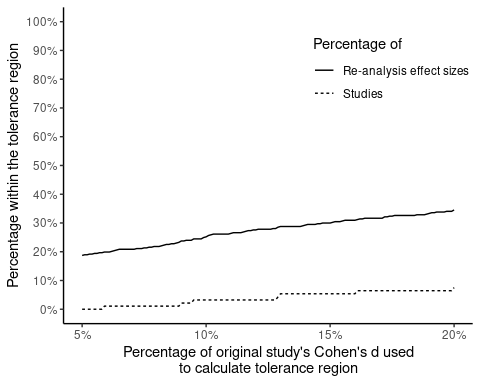 100%
90%
80%
70%
60%
50%
40%
30%
20%
10%
0%
Percentage within the tolerance region
Percentage of
Re-analysis effect sizes
Studies
5%
10%
15%
20%
Percentage of original study's Cohen's d used
to calculate tolerance region